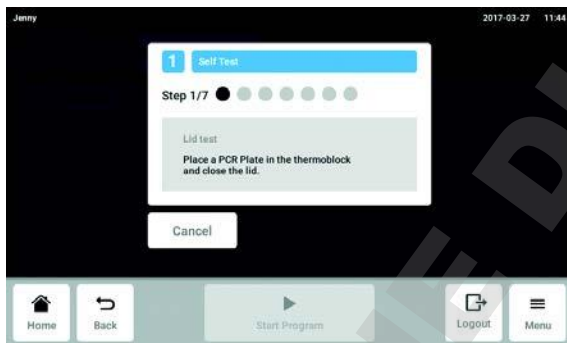 Jenny 2017-03-27 11:44
1 Self Test
Step 1/7
Lid test
Place a PCR Plate in the thermoblock
and close the lid.
Cancel
Home Back Start Program Logout Menu